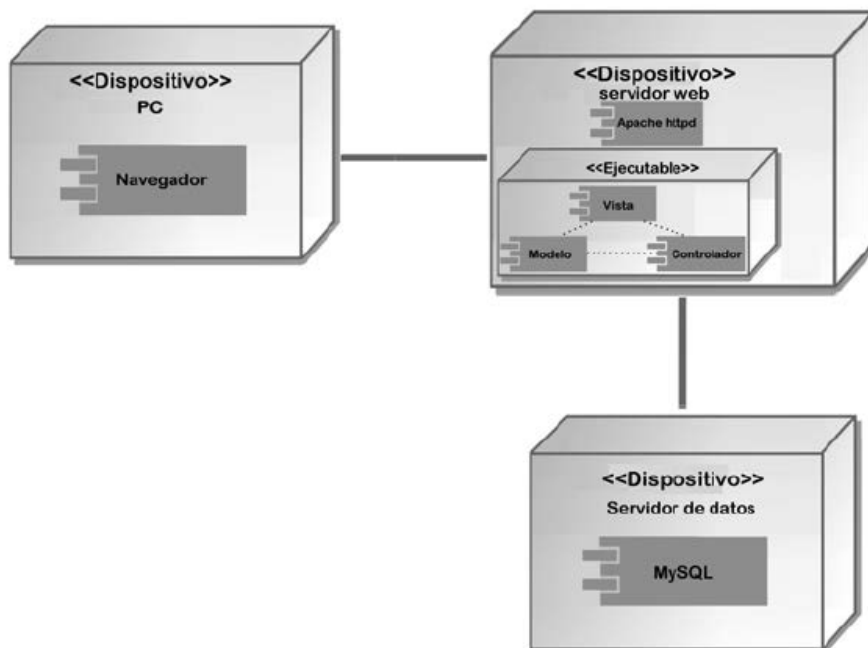 <<Dispositivo>>
PC
Navegador
<<Dispositivo>>
servidor web
Apache httpd
<<Ejecutable>>
Vista
Modelo
Controlador
<<Dispositivo>>
Servidor de datos
MySQL